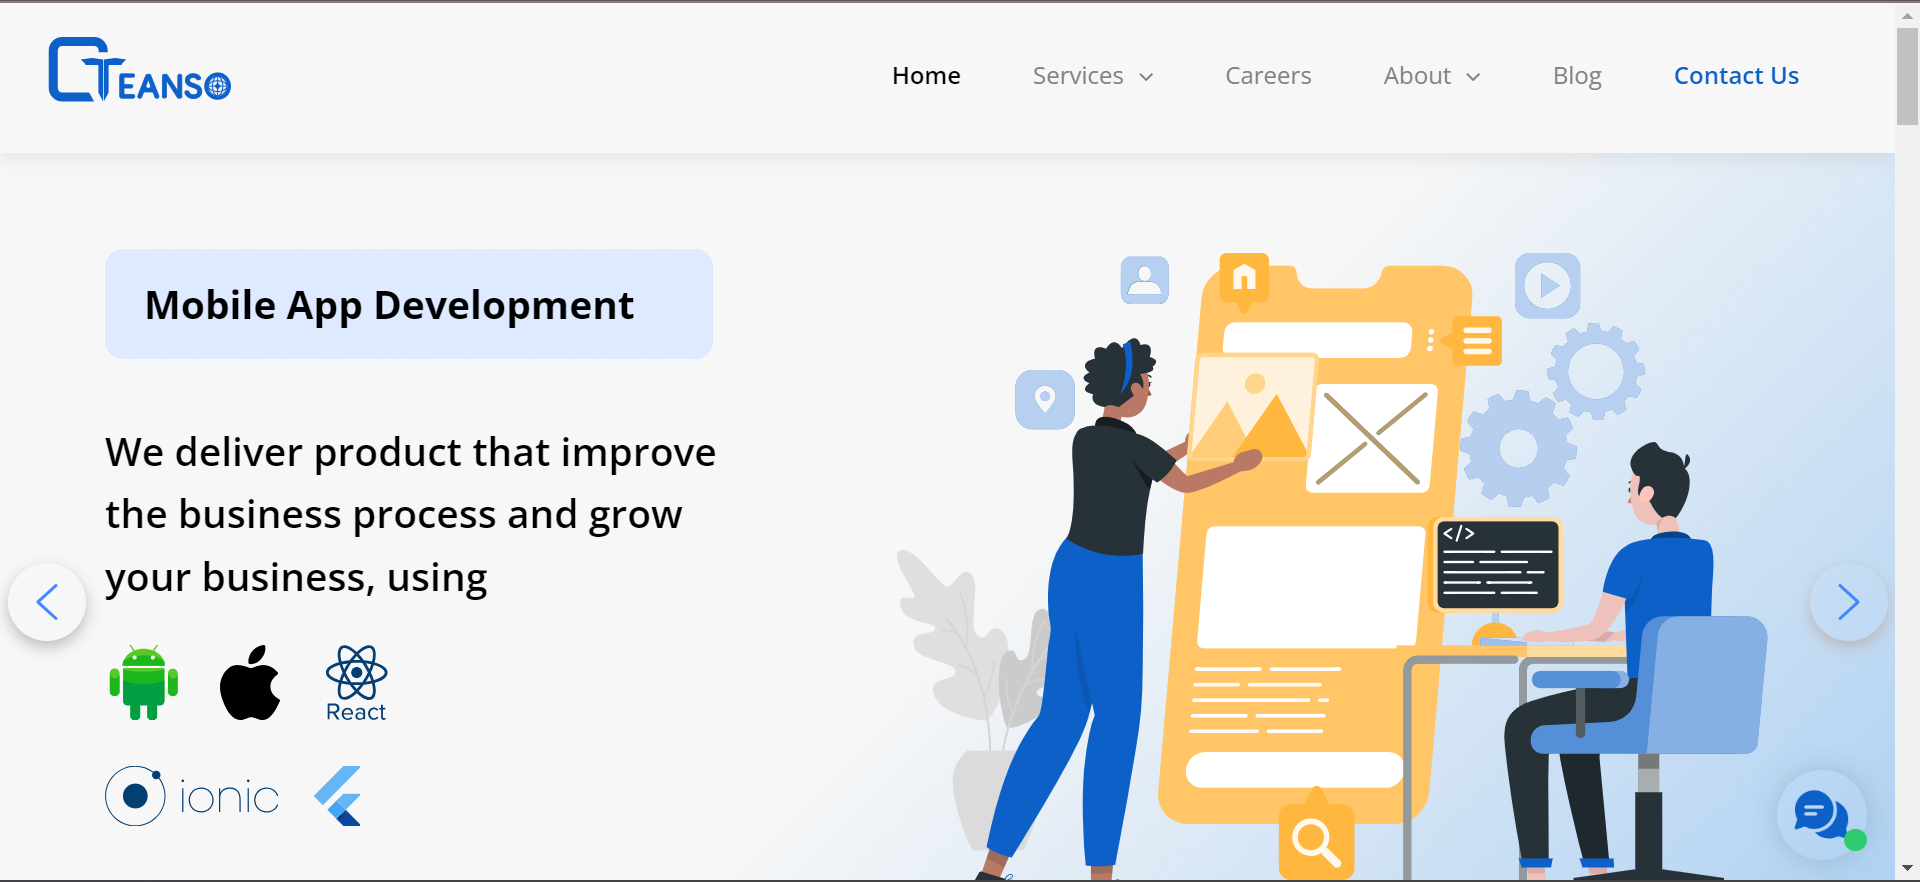 CTEANSO
Home Services Careers About Blog Contact Us
Mobile App Development
We deliver product that improve
the business process and grow
your business, using
React
ionic
</>